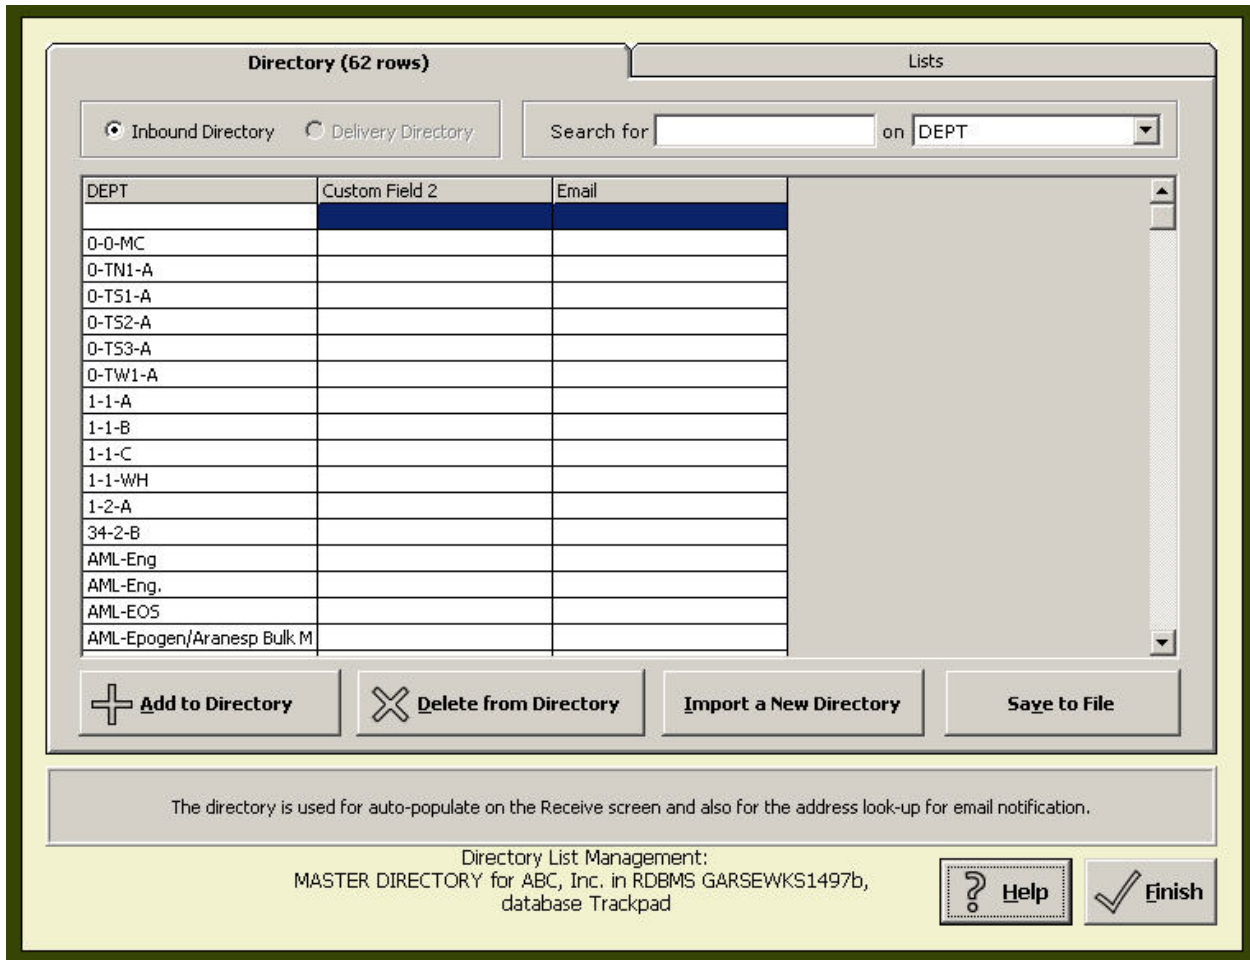 Directory (62 rows)
Lists
Inbound Directory
Delivery Directory
Search for
on
DEPT
DEPT
Custom Field 2
Email
0-0-MC
0-TN1-A
0-TS1-A
0-TS2-A
0-TS3-A
0-TW1-A
1-1-A
1-1-B
1-1-C
1-1-WH
1-2-A
34-2-B
AML-Eng
AML-Eng.
AML-EOS
AML-Epogen/Aranesp Bulk M
Add to Directory
Delete from Directory
Import a New Directory
Save to File
The directory is used for auto-populate on the Receive screen and also for the address look-up for email notification.
Directory List Management:
MASTER DIRECTORY for ABC, Inc. in RDBMS GARSEWKS1497b,
database Trackpad
Help
Finish